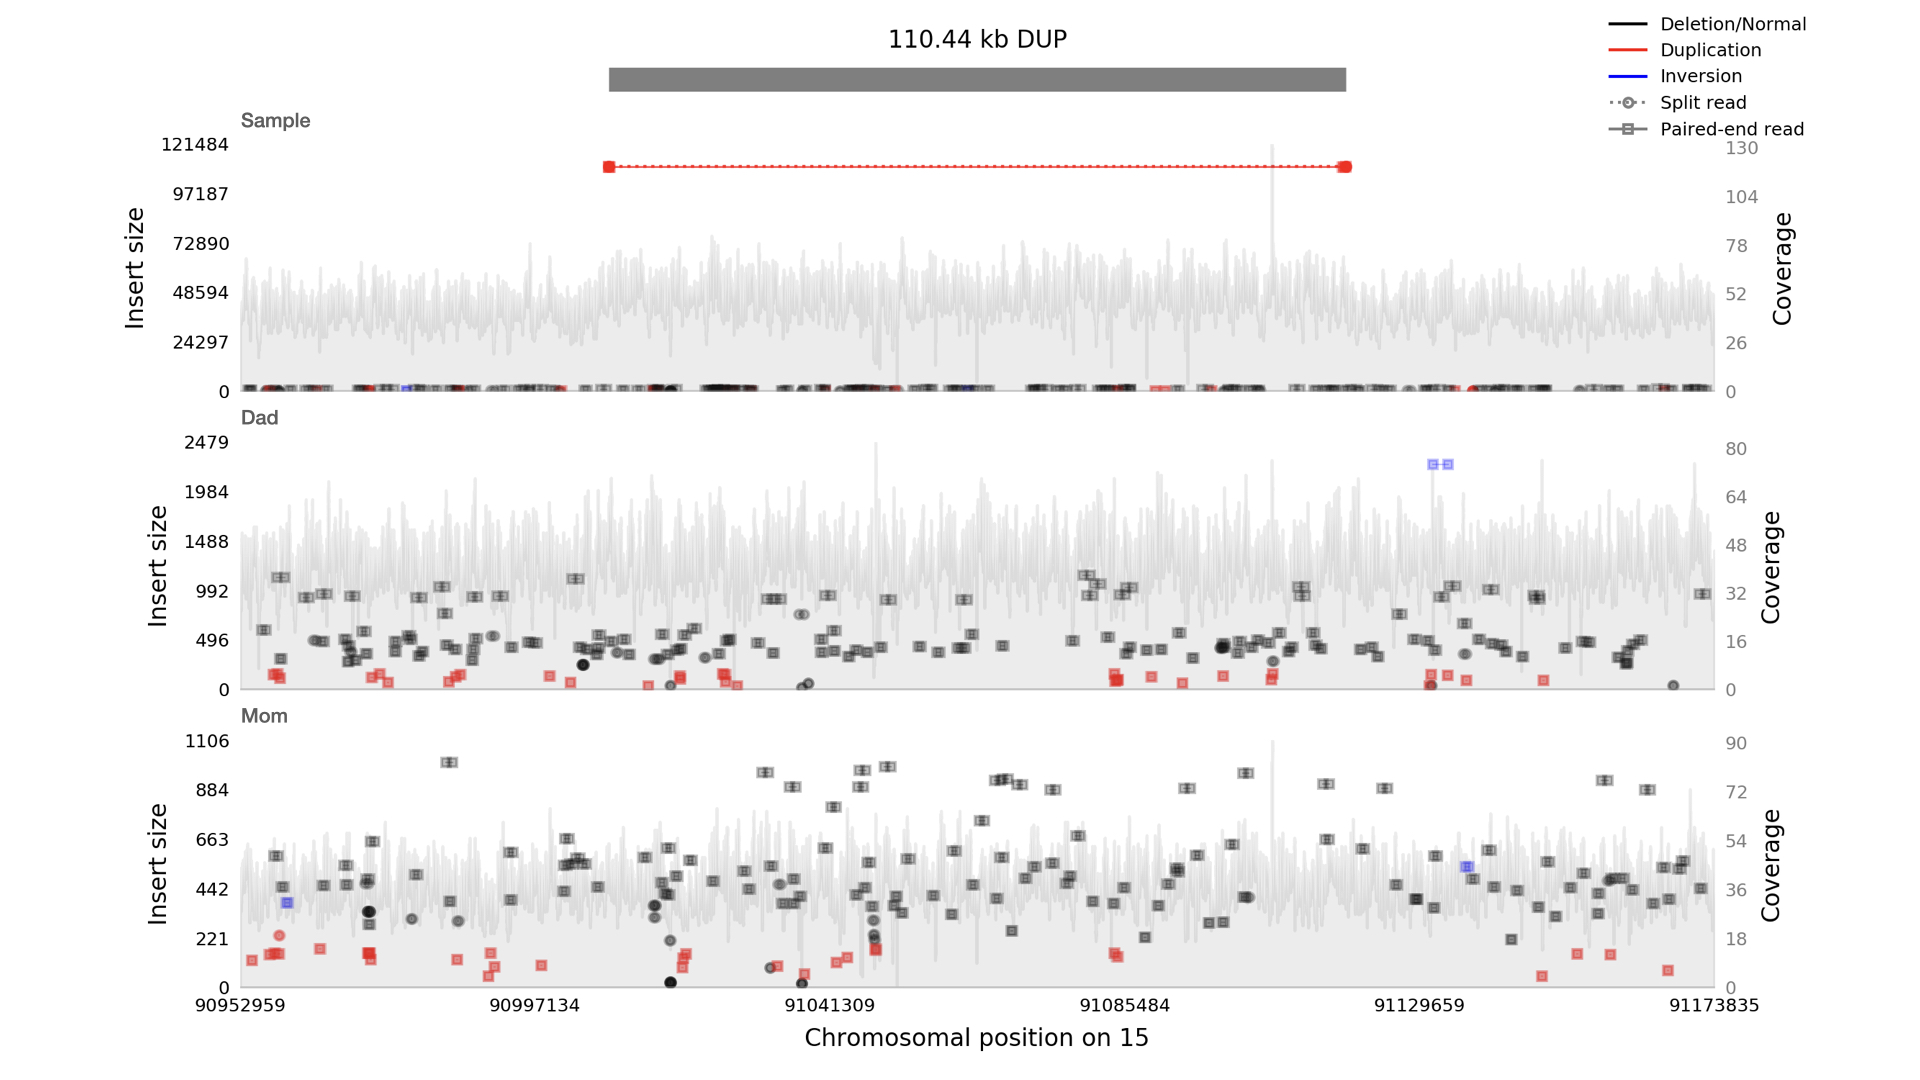 110.44 kb DUP
Deletion/Normal
Duplication
Inversion
Split read
Paired-end read
Sample
121484
97187
72890
48594
24297
0
Insert size
130
104
78
52
26
0
Coverage
Dad
2479
1984
1488
992
496
0
Insert size
80
64
48
32
16
0
Coverage
Mom
1106
884
663
442
221
0
Insert size
90
72
54
36
18
0
Coverage
90952959 90997134 91041309 91085484 91129659 91173835
Chromosomal position on 15